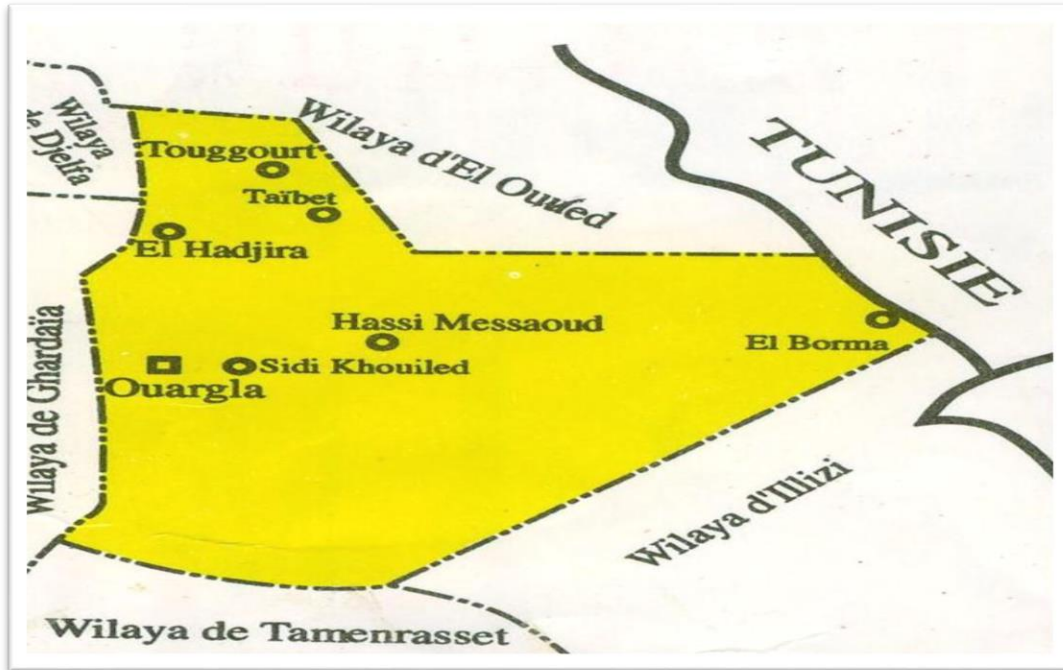 Wilaya
de Djelfa
Wilaya d'El Oued
TUNISIE
Touggourt
Taïbet
El Hadjira
Wilaya de Ghardaïa
Hassi Messaoud
El Borma
Sidi Khouiled
Ouargla
Wilaya d'Illizi
Wilaya de Tamenrasset